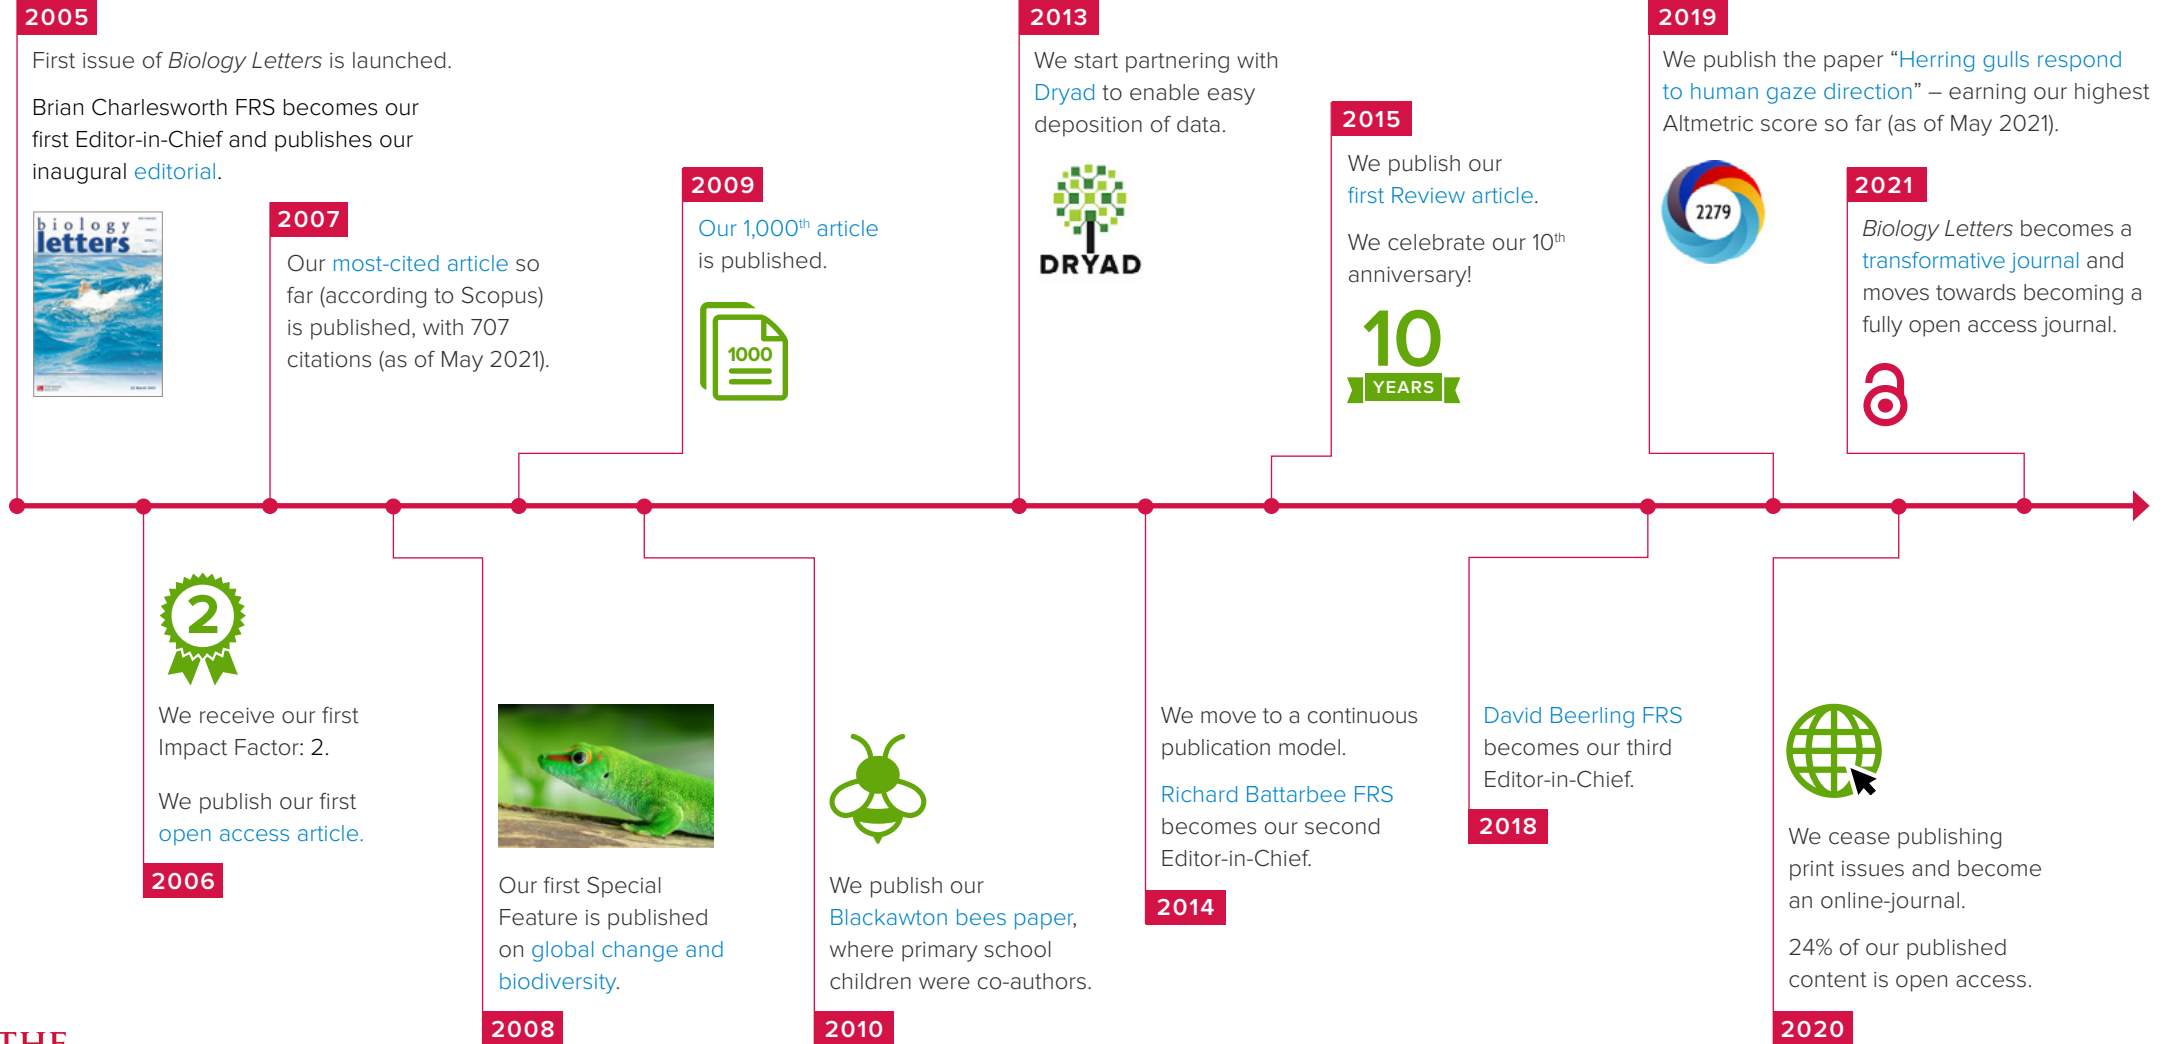 2005
First issue of Biology Letters is launched.
Brian Charlesworth FRS becomes our
first Editor-in-Chief and publishes our
inaugural editorial.
biology
letters
2007
Our most-cited article so
far (according to Scopus)
is published, with 707
citations (as of May 2021).
2009
Our 1,000th article
is published.
1000
2013
We start partnering with
Dryad to enable easy
deposition of data.
DRYAD
2015
We publish our
first Review article.
We celebrate our 10th
anniversary!
10
YEARS
2019
We publish the paper “Herring gulls respond
to human gaze direction” – earning our highest
Altmetric score so far (as of May 2021).
2279
2021
Biology Letters becomes a
transformative journal and
moves towards becoming a
fully open access journal.
2
We receive our first
Impact Factor: 2.
We publish our first
open access article.
2006
Our first Special
Feature is published
on global change and
biodiversity.
2008
We publish our
Blackawton bees paper,
where primary school
children were co-authors.
2010
We move to a continuous
publication model.
Richard Battarbee FRS
becomes our second
Editor-in-Chief.
2014
David Beerling FRS
becomes our third
Editor-in-Chief.
2018
We cease publishing
print issues and become
an online-journal.
24% of our published
content is open access.
2020
THE